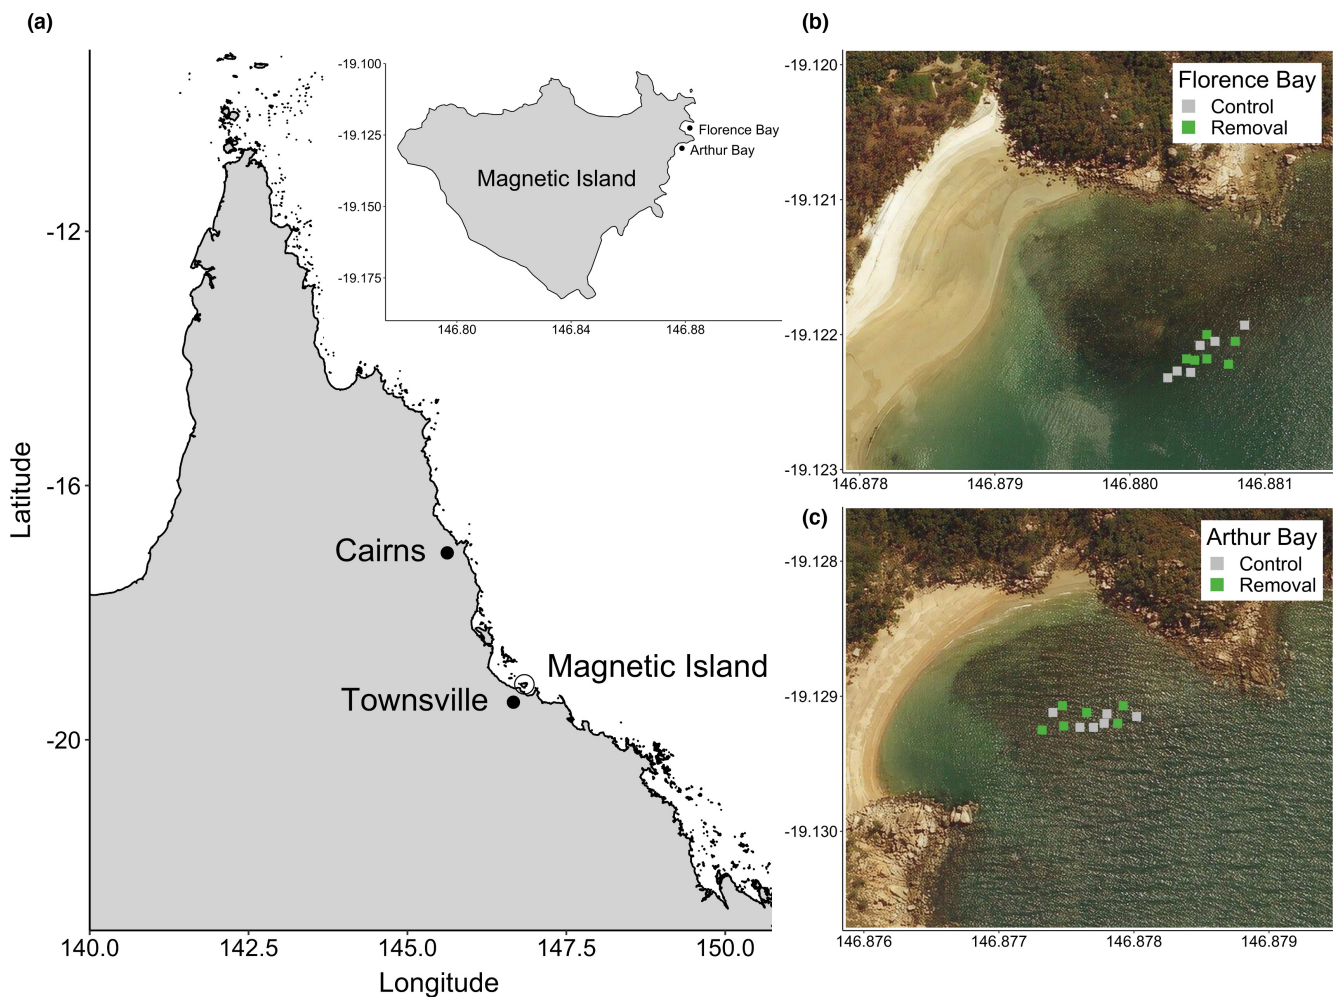 (a)
Latitude
-12
-16
-20
140.0 142.5 145.0 147.5 150.0
Longitude
Cairns
Townsville
Magnetic Island
-19.100
-19.125
-19.150
-19.175
146.80 146.84 146.88
Magnetic Island
Florence Bay
Arthur Bay
(b)
-19.120
-19.121
-19.122
-19.123
146.878 146.879 146.880 146.881
Florence Bay
Control
Removal
(c)
-19.128
-19.129
-19.130
146.876 146.877 146.878 146.879
Arthur Bay
Control
Removal